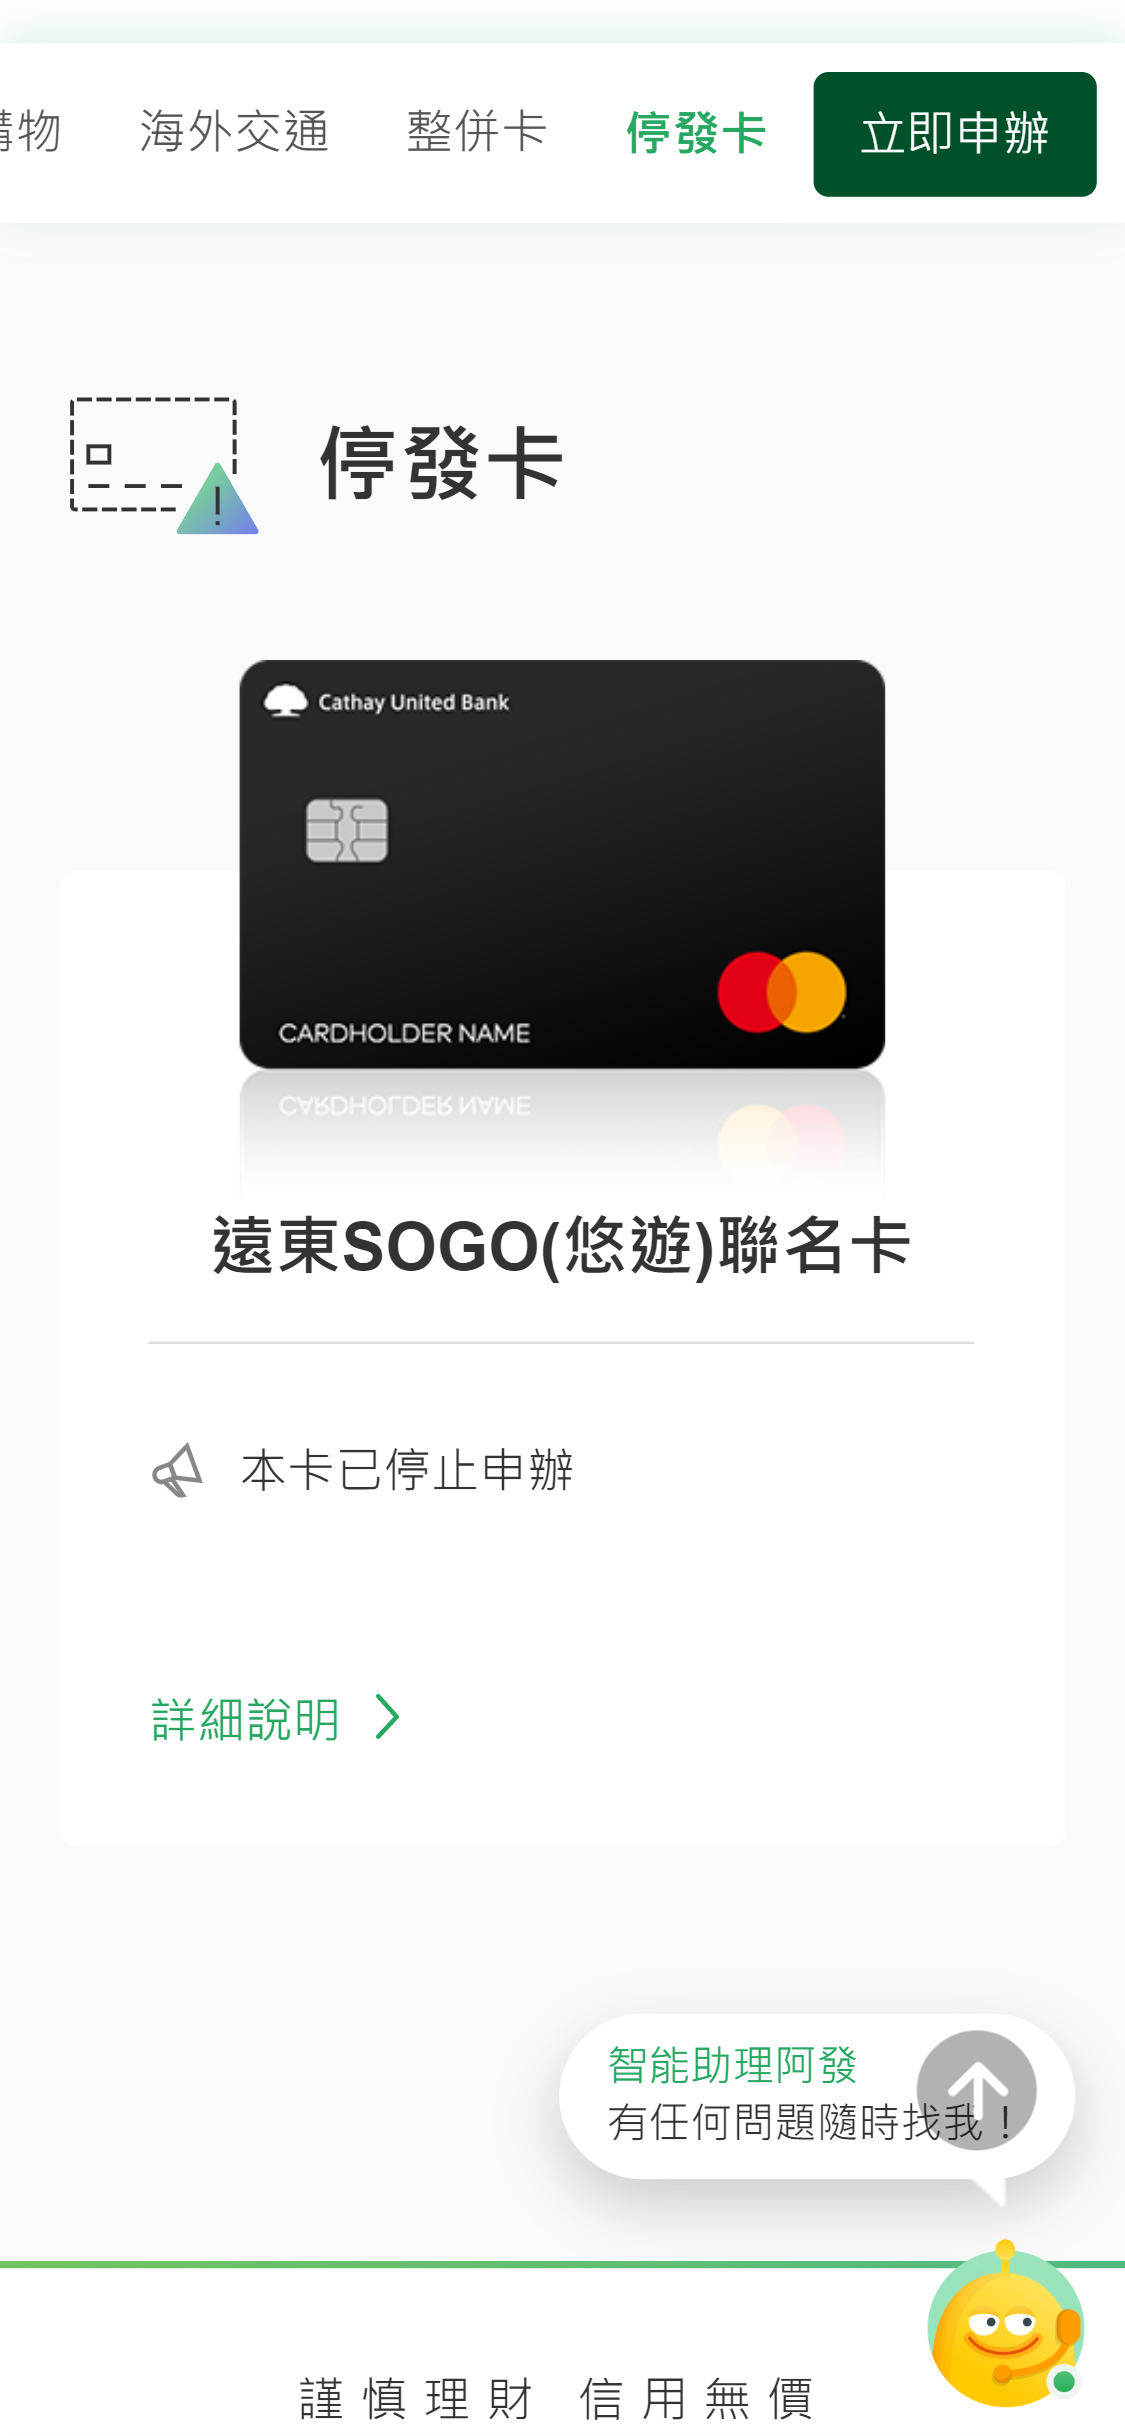 購物 海外交通 整併卡 停發卡 立即申辦
停發卡
Cathay United Bank
CARDHOLDER NAME
遠東SOGO(悠遊)聯名卡
本卡已停止申辦
詳細說明
智能助理阿發
有任何問題隨時找我！
謹慎理財 信用無價